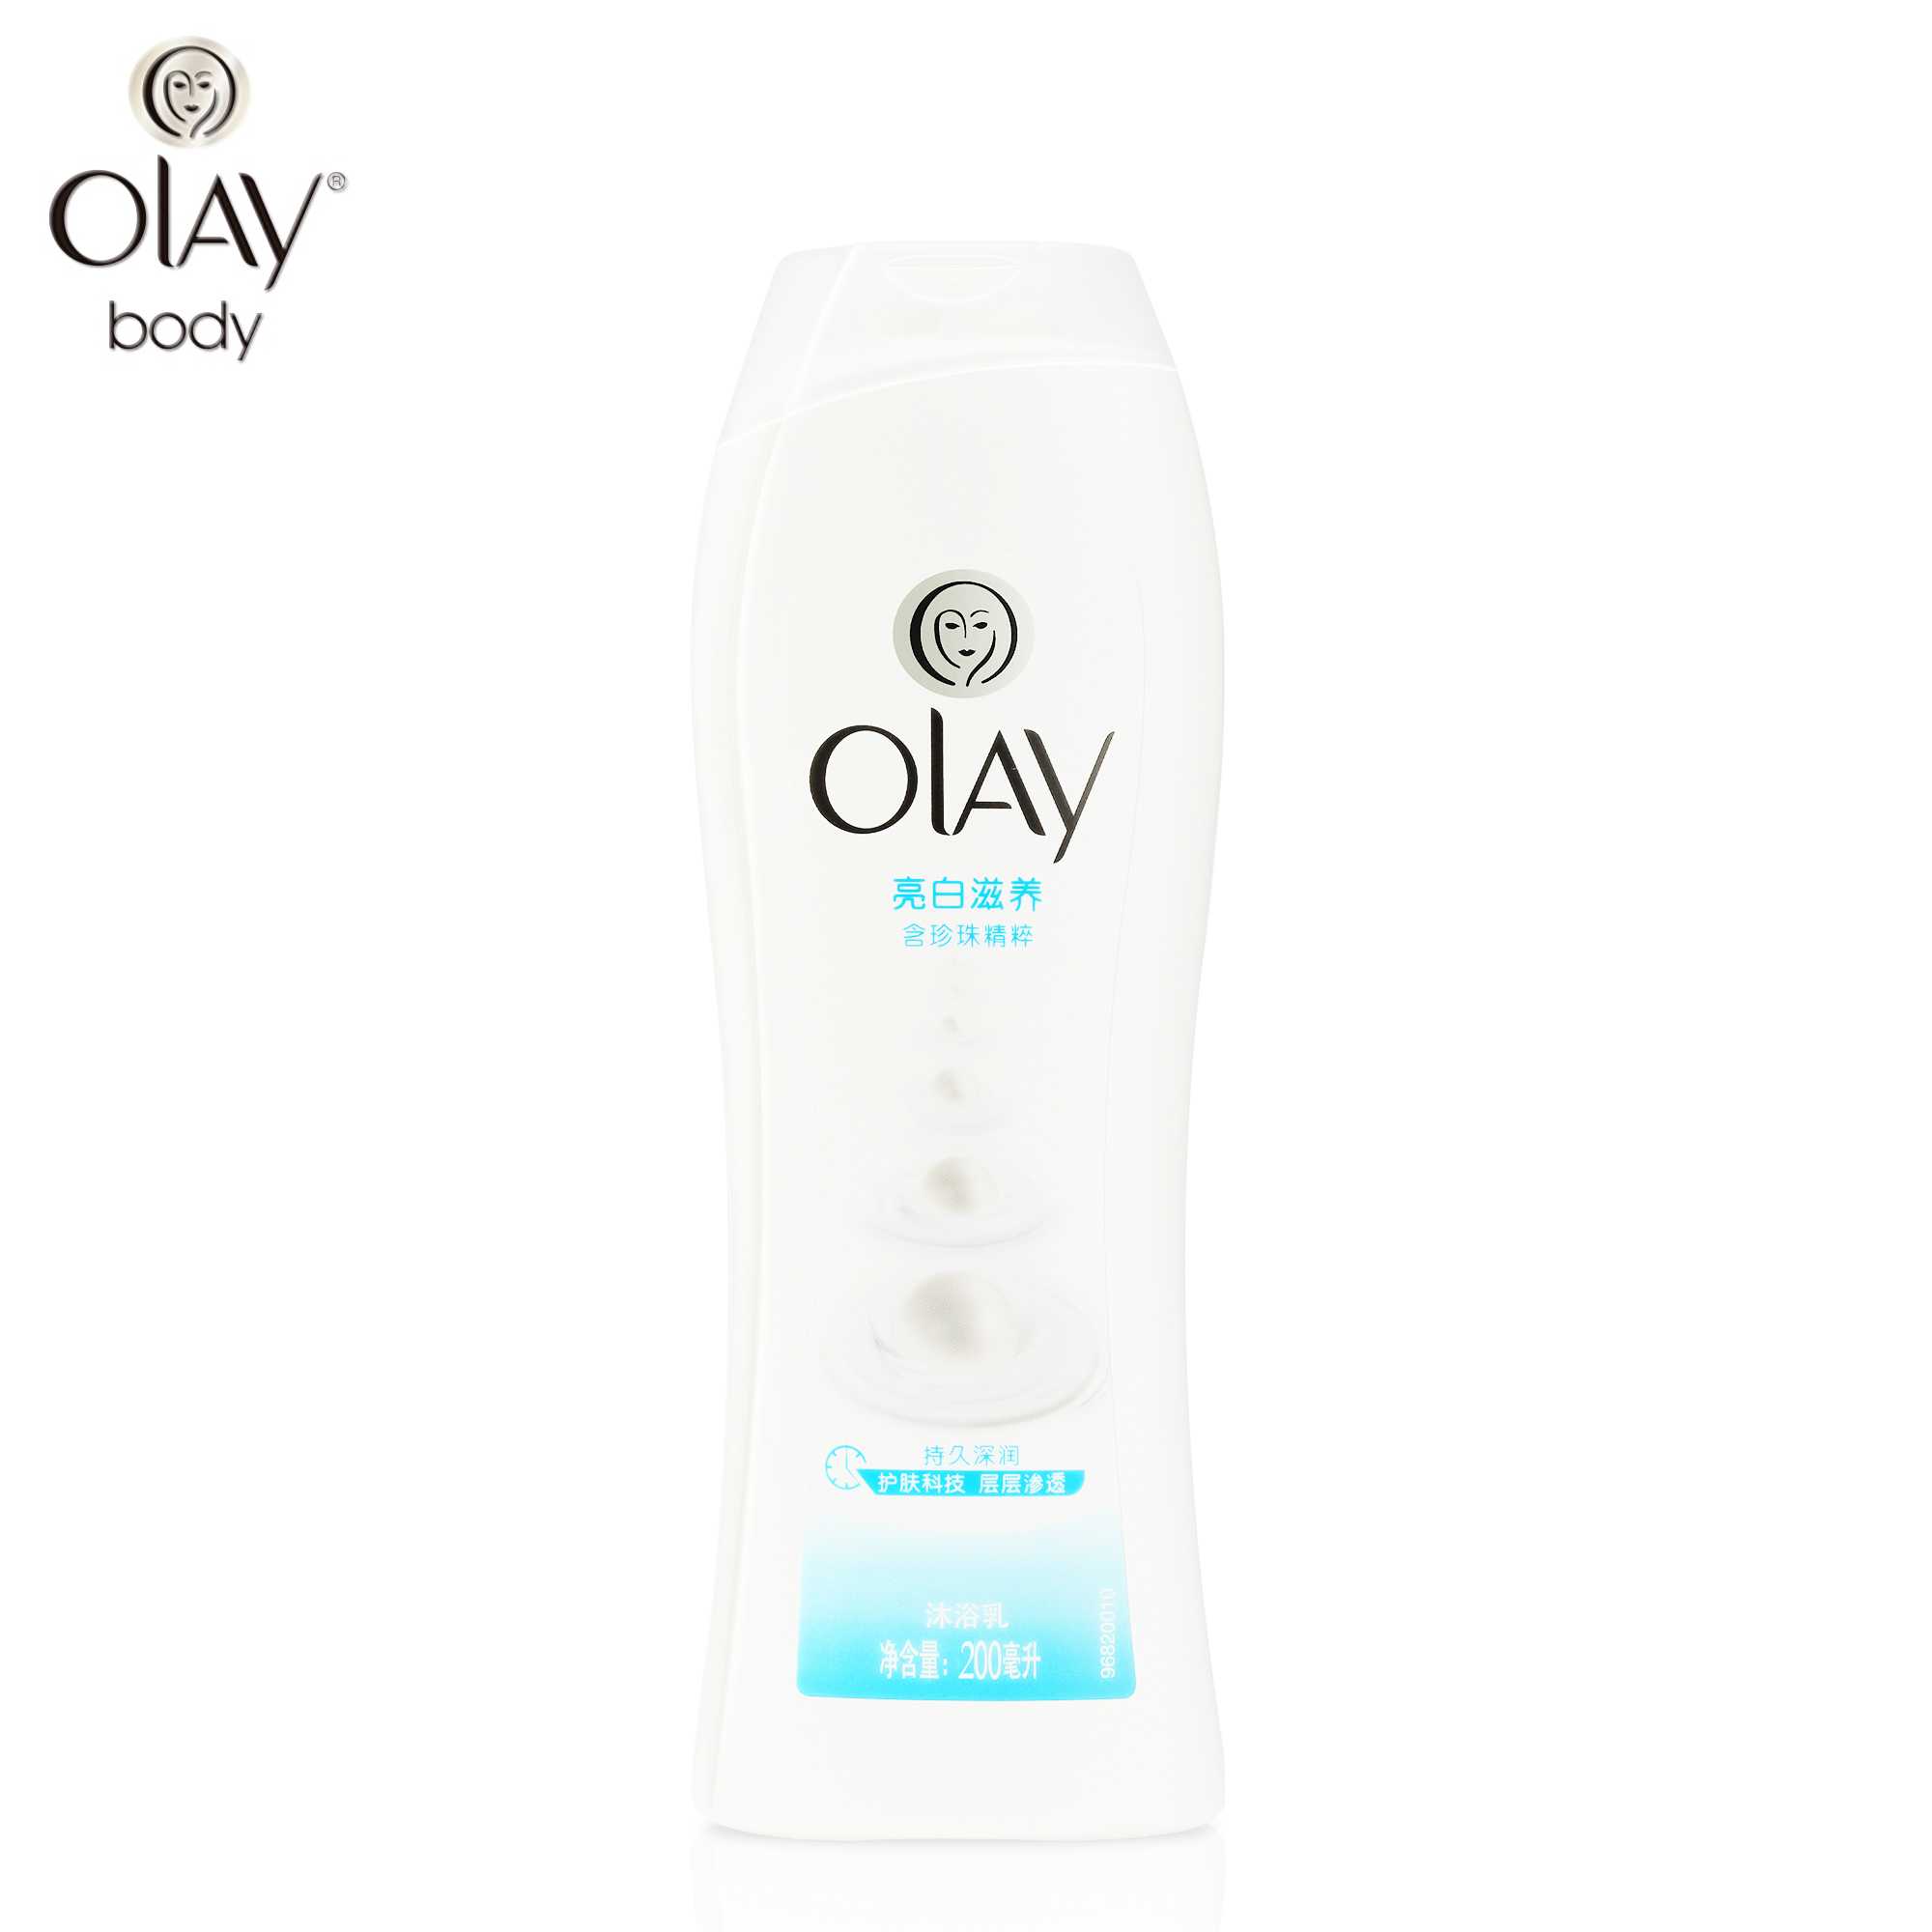 OLAY®
body
OLAY
亮白滋养
含珍珠精粹
持久深润
护肤科技 层层渗透
沐浴乳
净含量：200毫升
96820010